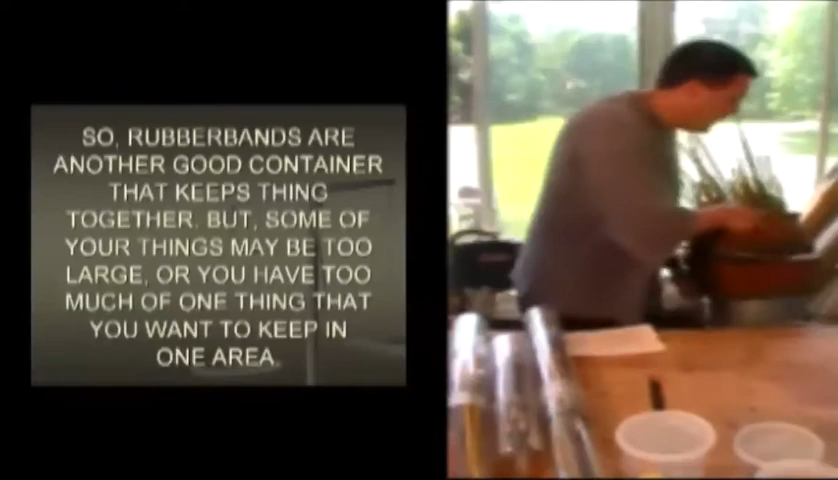 SO, RUBBERBANDS ARE
ANOTHER GOOD CONTAINER
THAT KEEPS THING
TOGETHER. BUT, SOME OF
YOUR THINGS MAY BE TOO
LARGE, OR YOU HAVE TOO
MUCH OF ONE THING THAT
YOU WANT TO KEEP IN
ONE AREA.